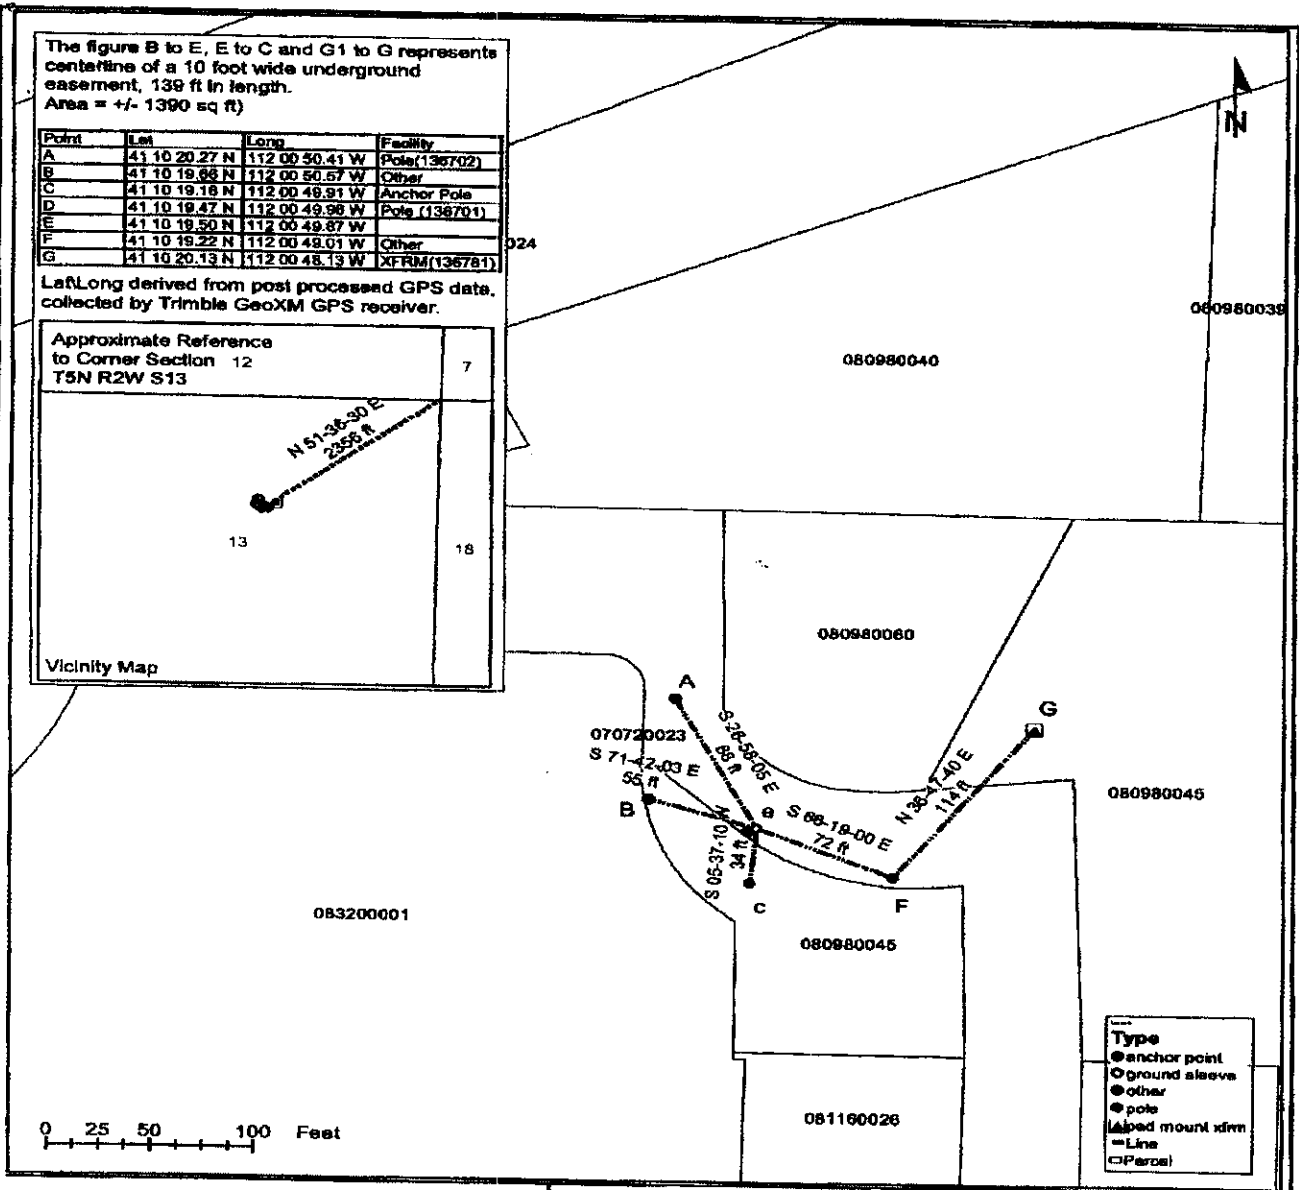 The figure B to E, E to C and G1 to G represents
centerline of a 10 foot wide underground
easement, 139 ft in length.
Area = +/- 1390 sq ft)
Point Lat Long Facility
A 41 10 20.27 N 112 00 50.41 W Pole(136702)
B 41 10 19.66 N 112 00 50.57 W Other
C 41 10 19.16 N 112 00 49.91 W Anchor Pole
D 41 10 19.47 N 112 00 49.96 W Pole (136701)
E 41 10 19.50 N 112 00 49.87 W
F 41 10 19.22 N 112 00 49.01 W Other
G 41 10 20.13 N 112 00 48.13 W XFRM(136781)
Lat\Long derived from post processed GPS data,
collected by Trimble GeoXM GPS receiver.
Approximate Reference
to Corner Section 12
T5N R2W S13
7
N 51-36-30 E
2356 ft
13
18
Vicinity Map
N
024
080980039
080980040
080980060
A
G
070720023
S 26-56-05 E
66 ft
S 71-42-03 E
55 ft
B
e
S 68-19-00 E
72 ft
N 36-47-40 E
114 ft
080980045
S 05-37-10 W
34 ft
C
F
083200001
080980045
081160026
Type
anchor point
ground sleeve
other
pole
pad mount xfrm
Line
Parcel
0 25 50 100 Feet